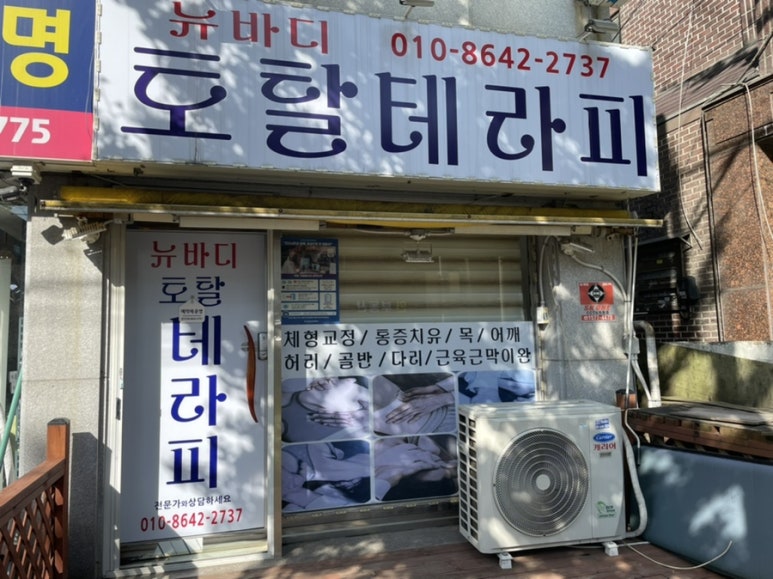 명
775
뉴바디
010-8642-2737
토탈테라피
뉴바디
토탈
테라피
전문가와상담하세요
010-8642-2737
체형교정/통증치유/목/어깨
허리/골반/다리/근육근막이완
Carrier
캐리어